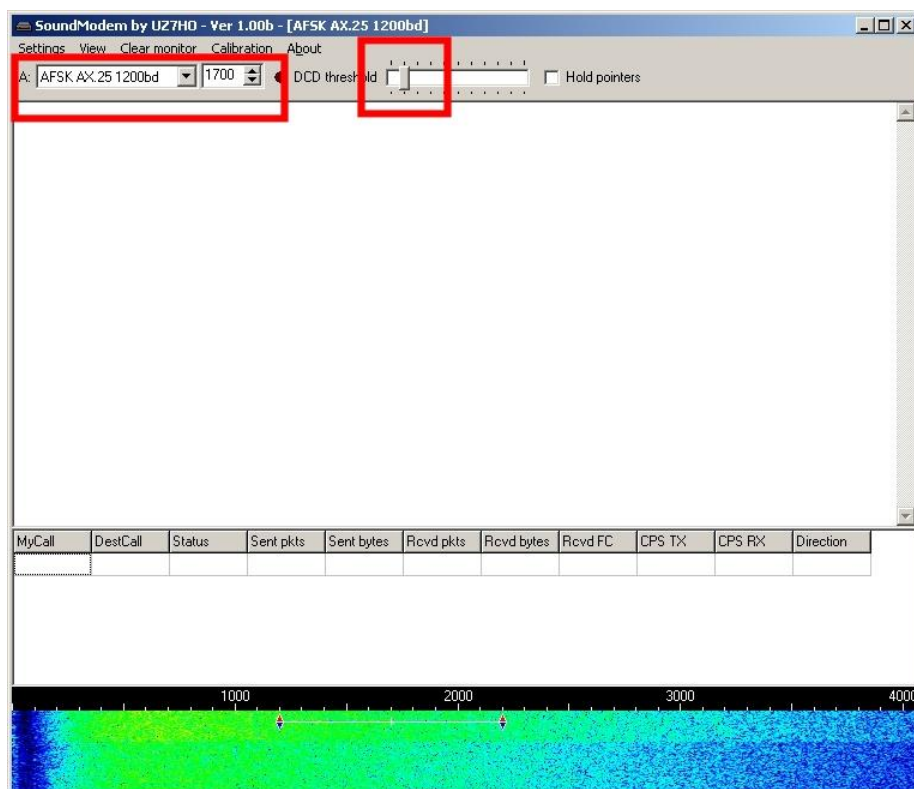 SoundModem by UZ7HO - Ver 1.00b - [AFSK AX.25 1200bd]
Settings View Clear monitor Calibration About
A: AFSK AX.25 1200bd 1700 DCD threshold Hold pointers
MyCall DestCall Status Sent pkts Sent bytes Rcvd pkts Rcvd bytes Rcvd FC CPS TX CPS RX Direction
1000 2000 3000 4000